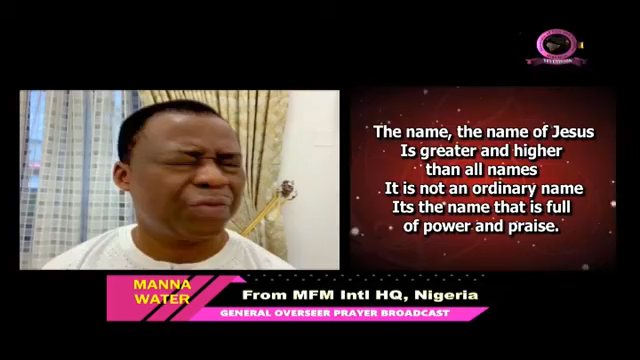 The name, the name of Jesus
Is greater and higher
than all names
It is not an ordinary name
Its the name that is full
of power and praise.
MANNA
WATER
From MFM Intl HQ, Nigeria
GENERAL OVERSEER PRAYER BROADCAST